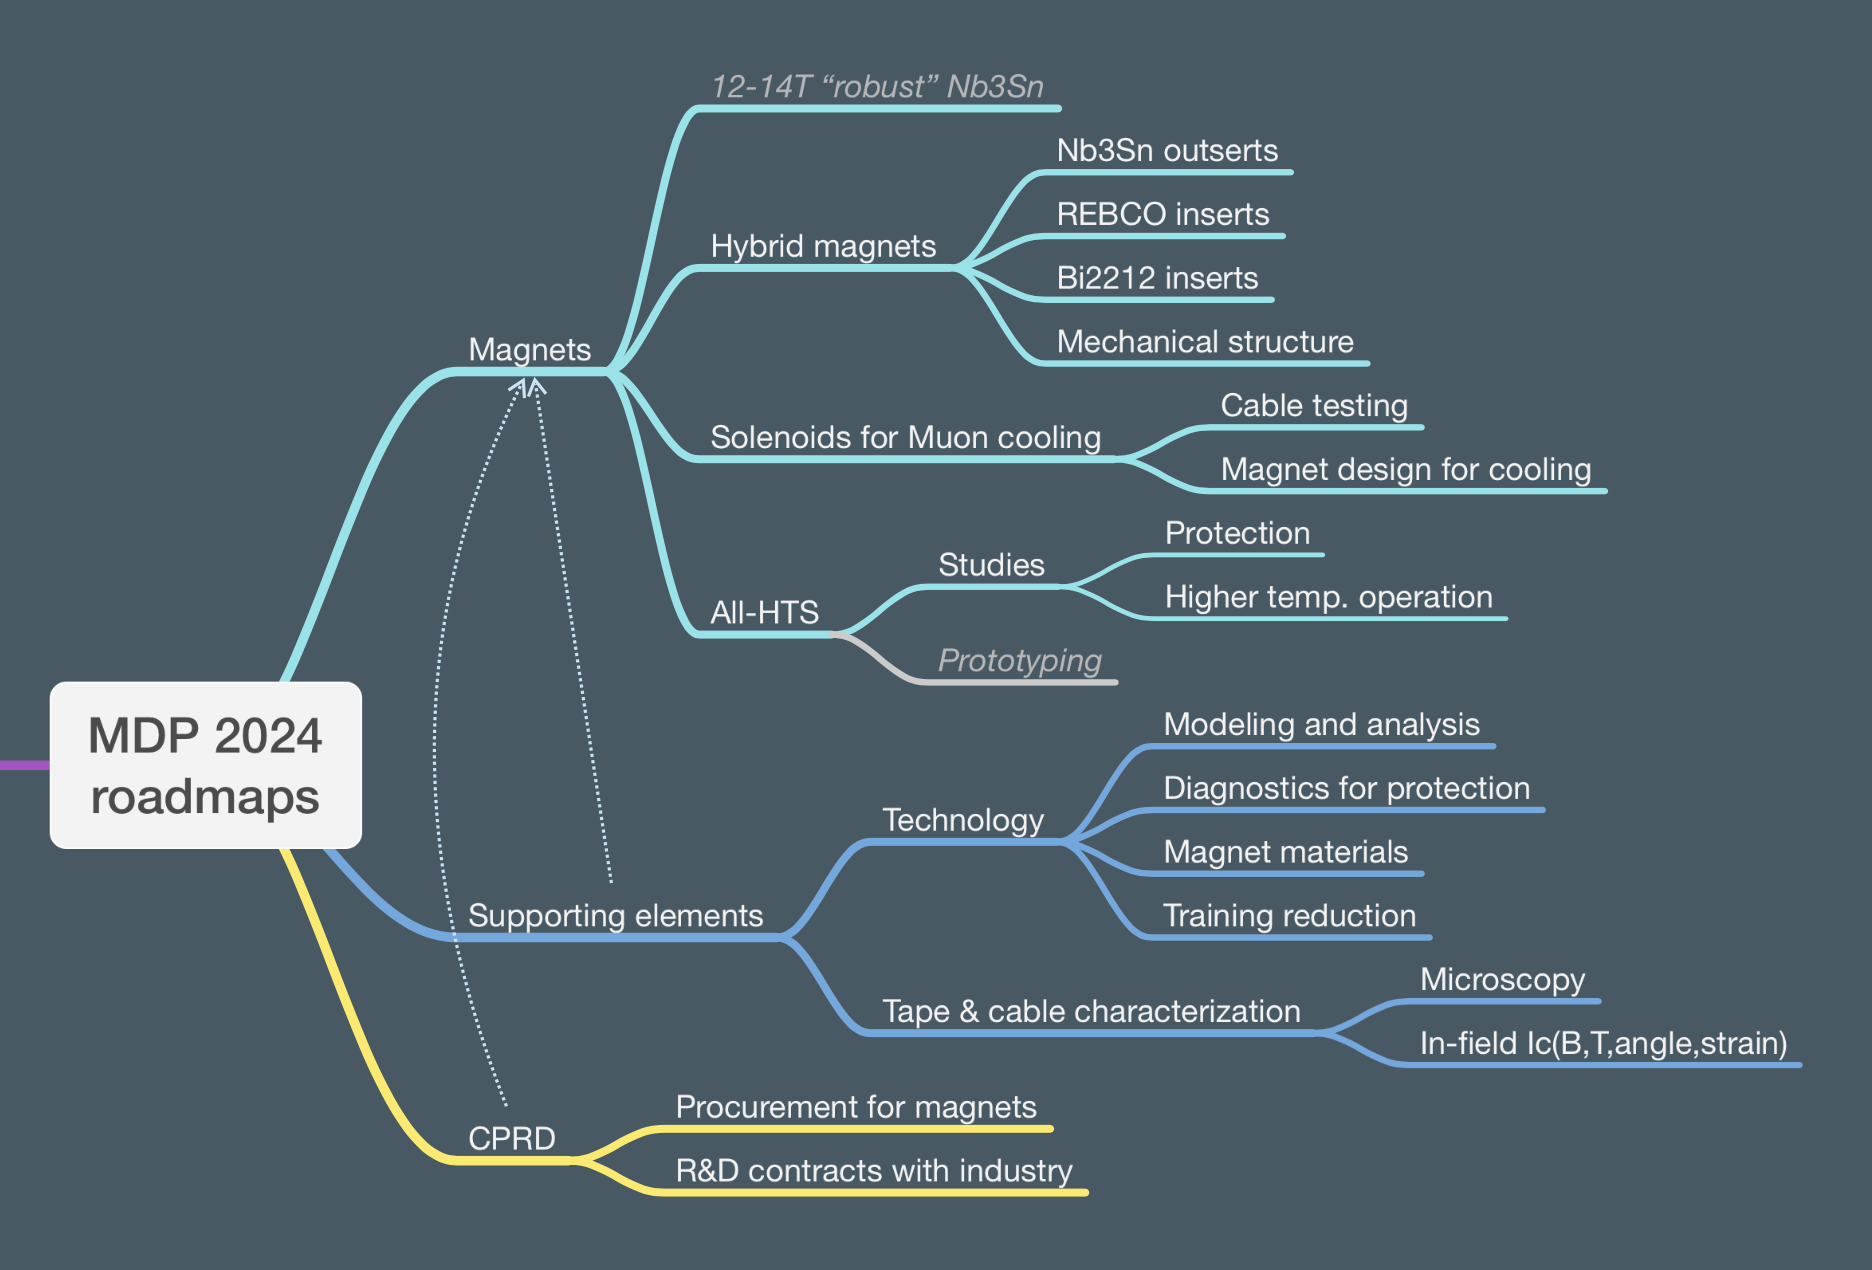 12-14T “robust” Nb3Sn
Nb3Sn outserts
REBCO inserts
Hybrid magnets
Bi2212 inserts
Mechanical structure
Magnets
Cable testing
Solenoids for Muon cooling
Magnet design for cooling
Protection
Studies
Higher temp. operation
All-HTS
Prototyping
MDP 2024
roadmaps
Modeling and analysis
Diagnostics for protection
Technology
Magnet materials
Training reduction
Supporting elements
Microscopy
Tape & cable characterization
In-field Ic(B,T,angle,strain)
Procurement for magnets
CPRD
R&D contracts with industry